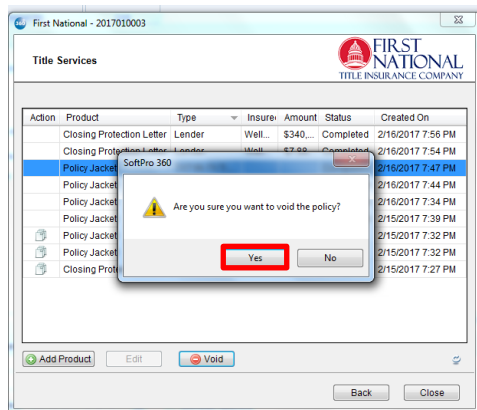 360 First National - 2017010003
Title Services
FIRST
NATIONAL
TITLE INSURANCE COMPANY
Action Product Type Insure Amount Status Created On
Closing Protection Letter Lender Well... $340,... Completed 2/16/2017 7:56 PM
Closing Protection Letter Lender Well... $7.88... Completed 2/16/2017 7:54 PM
Policy Jacket 2/16/2017 7:47 PM
Policy Jacket 2/16/2017 7:44 PM
Policy Jacket 2/16/2017 7:34 PM
Policy Jacket 2/15/2017 7:39 PM
Policy Jacket 2/15/2017 7:32 PM
Policy Jacket 2/15/2017 7:32 PM
Closing Prote 2/15/2017 7:27 PM
SoftPro 360
Are you sure you want to void the policy?
Yes No
Add Product Edit Void
Back Close